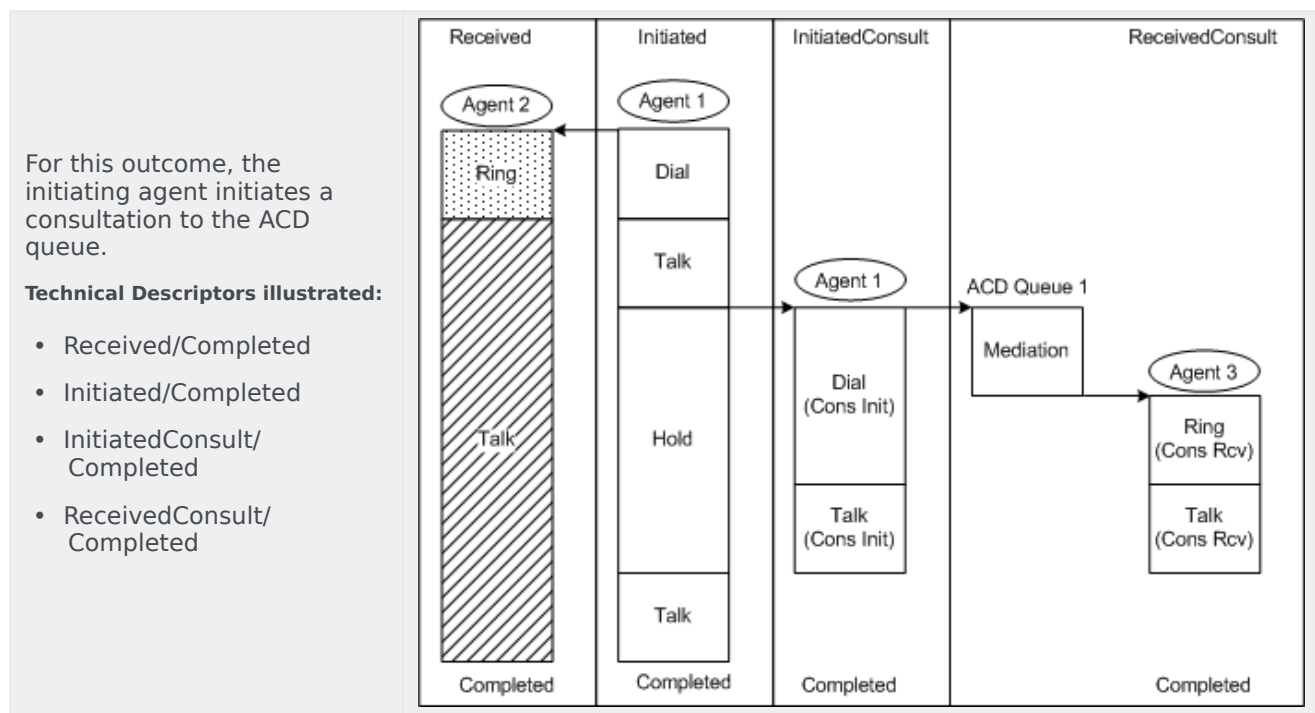 For this outcome, the
initiating agent initiates a
consultation to the ACD
queue.
Technical Descriptors illustrated:
• Received/Completed
• Initiated/Completed
• InitiatedConsult/
Completed
• ReceivedConsult/
Completed
Received
Agent 2
Ring
Talk
Completed
Initiated
Agent 1
Dial
Talk
Hold
Talk
Completed
InitiatedConsult
Agent 1
Dial
(Cons Init)
Talk
(Cons Init)
Completed
ReceivedConsult
ACD Queue 1
Mediation
Agent 3
Ring
(Cons Rcv)
Talk
(Cons Rcv)
Completed